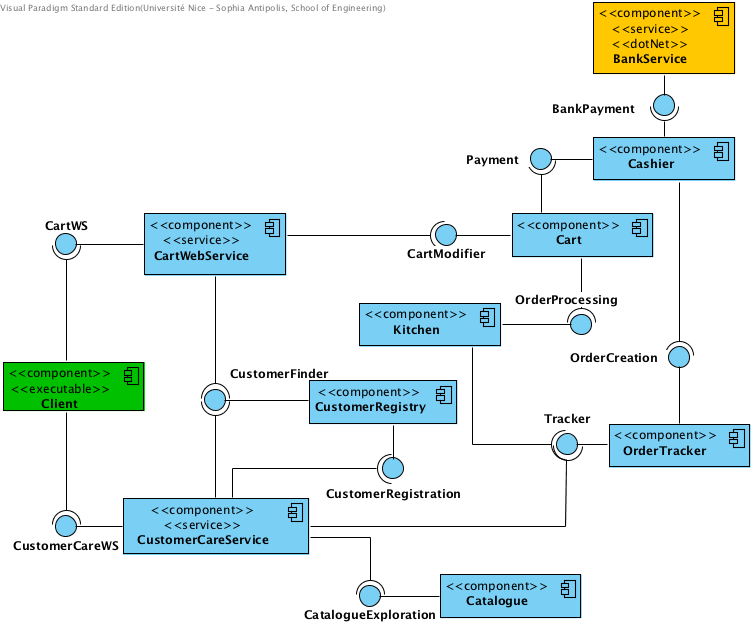 Visual Paradigm Standard Edition(Université Nice - Sophia Antipolis, School of Engineering)
<<component>>
<<service>>
<<dotNet>>
BankService
BankPayment
<<component>>
Cashier
Payment
CartWS
<<component>>
<<service>>
CartWebService
CartModifier
<<component>>
Cart
OrderProcessing
<<component>>
Kitchen
OrderCreation
<<component>>
<<executable>>
Client
CustomerFinder
<<component>>
CustomerRegistry
Tracker
<<component>>
OrderTracker
CustomerRegistration
<<component>>
<<service>>
CustomerCareService
CustomerCareWS
<<component>>
Catalogue
CatalogueExploration